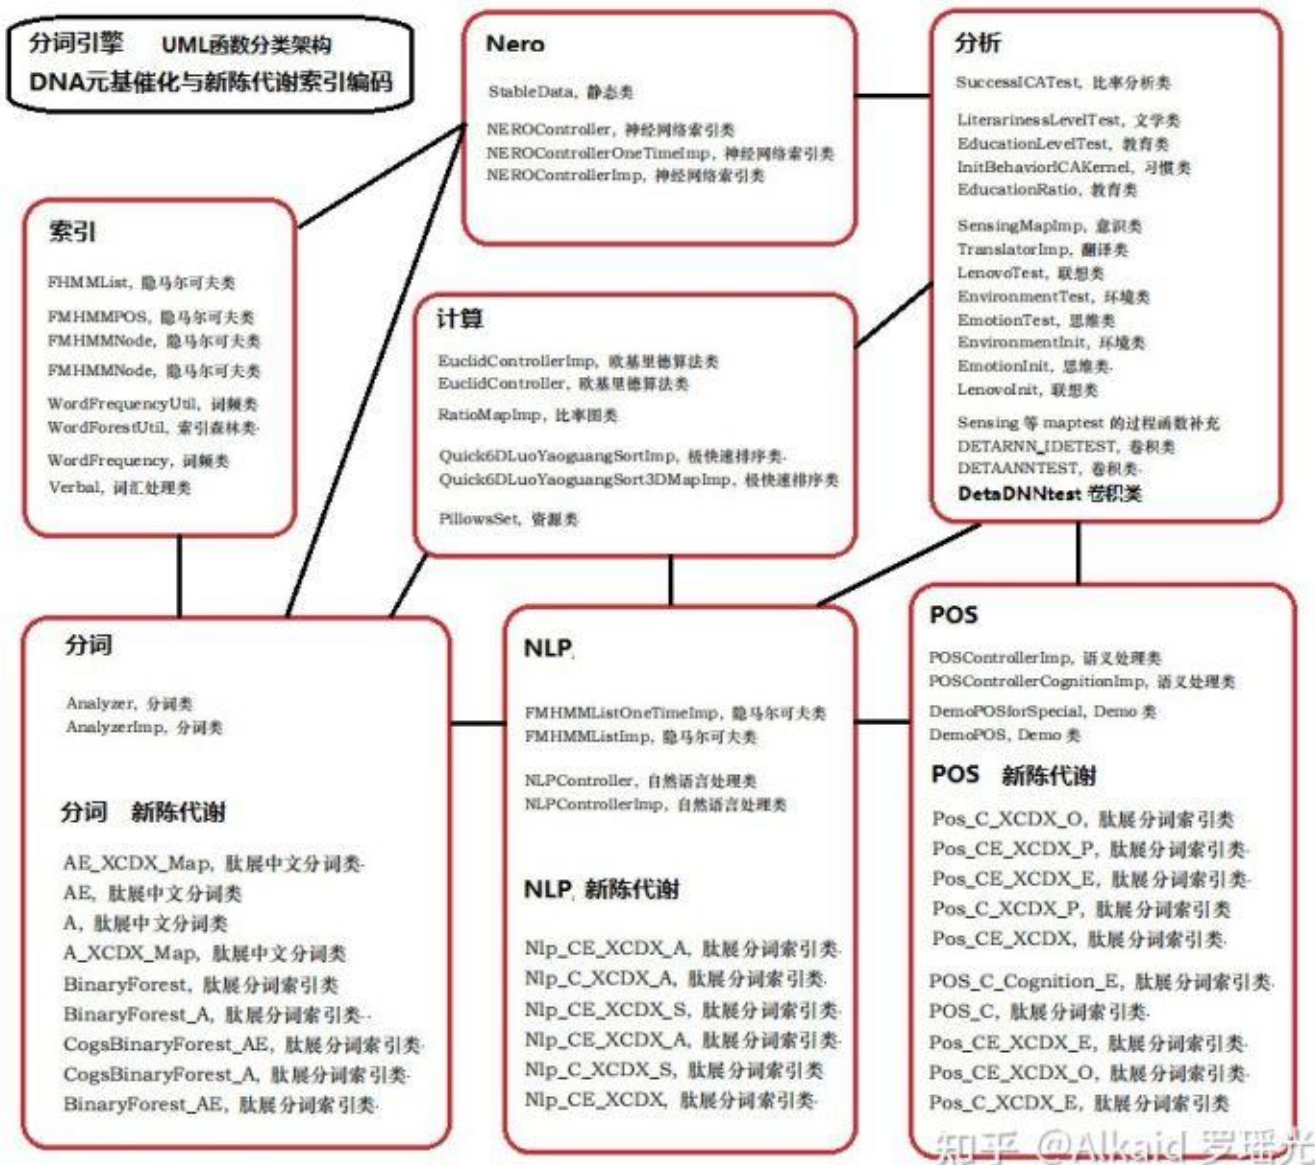 分词引擎 UML函数分类架构
DNA元基催化与新陈代谢索引编码
Nero
StableData, 静态类
NEROController, 神经网络索引类
NEROControllerOneTimeImp, 神经网络索引类
NEROControllerImp, 神经网络索引类
分析
SuccessICATest, 比率分析类
LiterarinessLevelTest, 文学类
EducationLevelTest, 教育类
InitBehaviorICAKernel, 习惯类
EducationRatio, 教育类
SensingMapImp, 意识类
TranslatorImp, 翻译类
LenovoTest, 联想类
EnvironmentTest, 环境类
EmotionTest, 思维类
EnvironmentInit, 环境类
EmotionInit, 思维类.
LenovoInit, 联想类
Sensing 等 maptest 的过程函数补充
DETARNN_IDETEST, 卷积类
DETAANNTEST, 卷积类.
DetaDNNtest 卷积类
索引
FHMMList, 隐马尔可夫类
FMHMMPOS, 隐马尔可夫类
FMHMMNode, 隐马尔可夫类
FMHMMNode, 隐马尔可夫类
WordFrequencyUtil, 词频类
WordForestUtil, 索引森林类.
WordFrequency, 词频类
Verbal, 词汇处理类
计算
EuclidControllerImp, 欧基里德算法类
EuclidController, 欧基里德算法类
RatioMapImp, 比率图类
Quick6DLuoYaoguangSortImp, 极快速排序类.
Quick6DLuoYaoguangSort3DMapImp, 极快速排序类
PillowsSet, 资源类
分词
Analyzer, 分词类
AnalyzerImp, 分词类
分词 新陈代谢
AE_XCDX_Map, 肽展中文分词类.
AE, 肽展中文分词类
A, 肽展中文分词类
A_XCDX_Map, 肽展中文分词类
BinaryForest, 肽展分词索引类
BinaryForest_A, 肽展分词索引类..
CogsBinaryForest_AE, 肽展分词索引类.
CogsBinaryForest_A, 肽展分词索引类.
BinaryForest_AE, 肽展分词索引类.
NLP.
FMHMMListOneTimeImp, 隐马尔可夫类
FMHMMListImp, 隐马尔可夫类
NLPController, 自然语言处理类
NLPControllerImp, 自然语言处理类
NLP. 新陈代谢
Nlp_CE_XCDX_A, 肽展分词索引类.
Nlp_C_XCDX_A, 肽展分词索引类.
Nlp_CE_XCDX_S, 肽展分词索引类.
Nlp_CE_XCDX_A, 肽展分词索引类.
Nlp_C_XCDX_S, 肽展分词索引类
Nlp_CE_XCDX, 肽展分词索引类.
POS
POSControllerImp, 语义处理类
POSControllerCognitionImp, 语义处理类
DemoPOSforSpecial, Demo 类
DemoPOS, Demo 类
POS 新陈代谢
Pos_C_XCDX_O, 肽展分词索引类
Pos_CE_XCDX_P, 肽展分词索引类.
Pos_CE_XCDX_E, 肽展分词索引类.
Pos_C_XCDX_P, 肽展分词索引类
Pos_CE_XCDX, 肽展分词索引类.
POS_C_Cognition_E, 肽展分词索引类.
POS_C, 肽展分词索引类.
Pos_CE_XCDX_E, 肽展分词索引类.
Pos_CE_XCDX_O, 肽展分词索引类.
Pos_C_XCDX_E, 肽展分词索引类
知乎 @Alkaid 罗瑶光